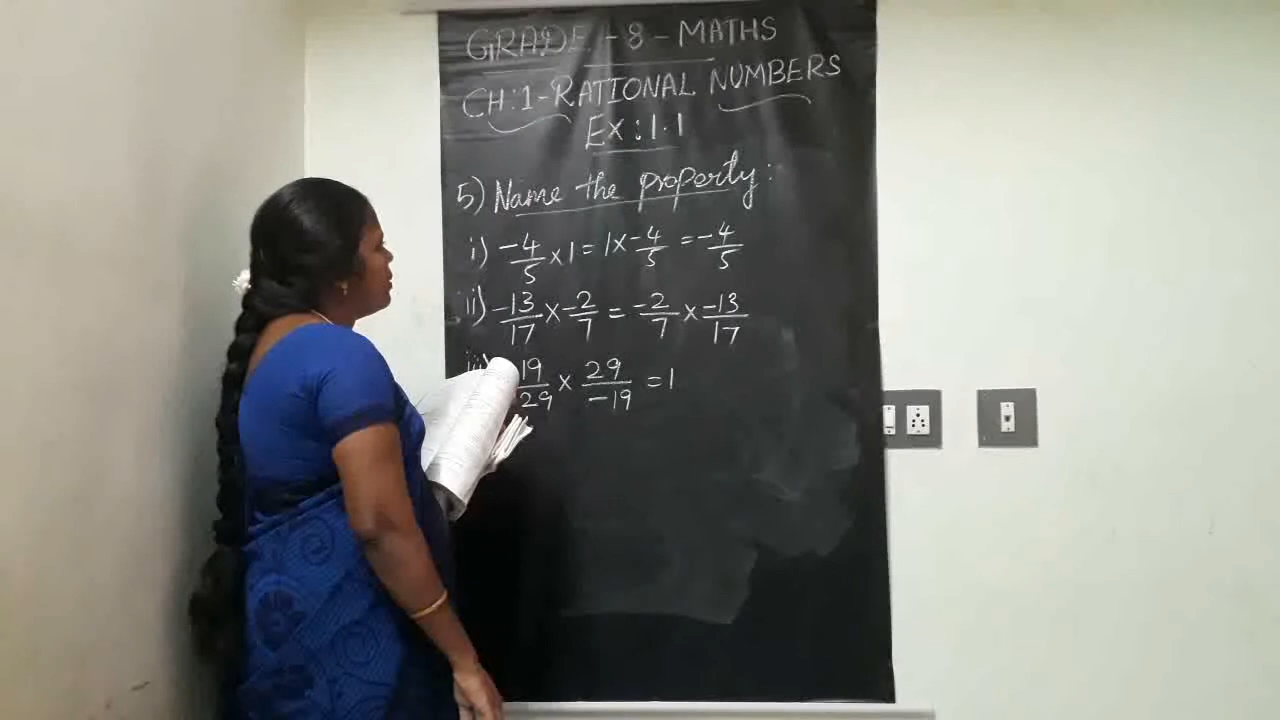 GRADE - 8 - MATHS
CH:1-RATIONAL NUMBERS
EX:1.1
5) Name the property:
i) -4/5 × 1 = 1 × -4/5 = -4/5
ii) -13/17 × -2/7 = -2/7 × -13/17
iii) 19/29 × 29/-19 = 1